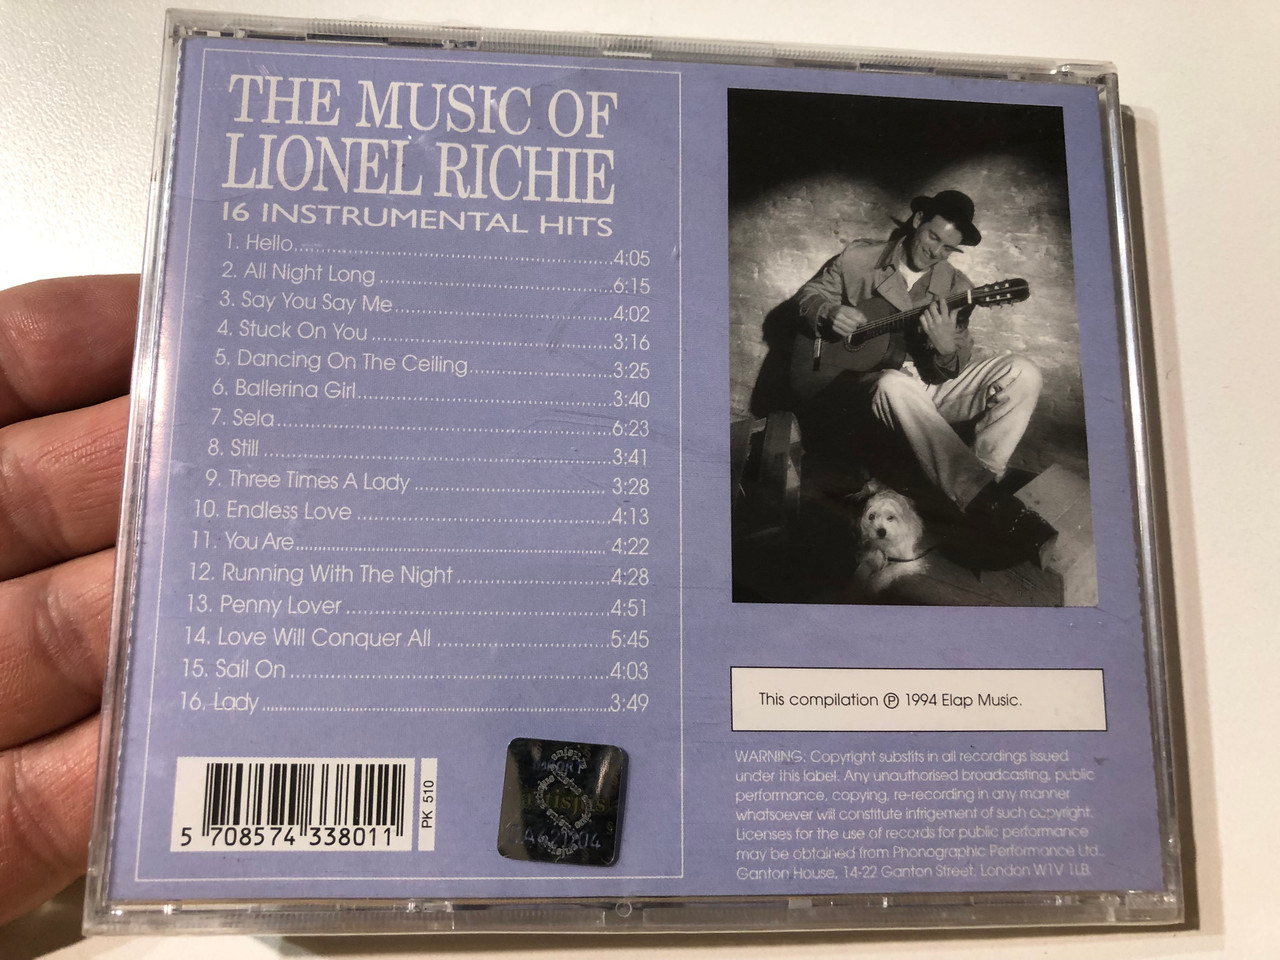 THE MUSIC OF
LIONEL RICHIE
16 INSTRUMENTAL HITS
1. Hello 4:05
2. All Night Long 6:15
3. Say You Say Me 4:02
4. Stuck On You 3:16
5. Dancing On The Ceiling 3:25
6. Ballerina Girl 3:40
7. Sela 6:23
8. Still 3:41
9. Three Times A Lady 3:28
10. Endless Love 4:13
11. You Are 4:22
12. Running With The Night 4:28
13. Penny Lover 4:51
14. Love Will Conquer All 5:45
15. Sail On 4:03
16. Lady 3:49
5 708574 338011
PK 510
This compilation ℗ 1994 Elap Music.
WARNING: Copyright substits in all recordings issued
under this label. Any unauthorised broadcasting, public
performance, copying, re-recording in any manner
whatsoever will constitute infrigement of such copyright.
Licenses for the use of records for public performance
may be obtained from Phonographic Performance Ltd.,
Ganton House, 14-22 Ganton Street, London W1V 1LB.